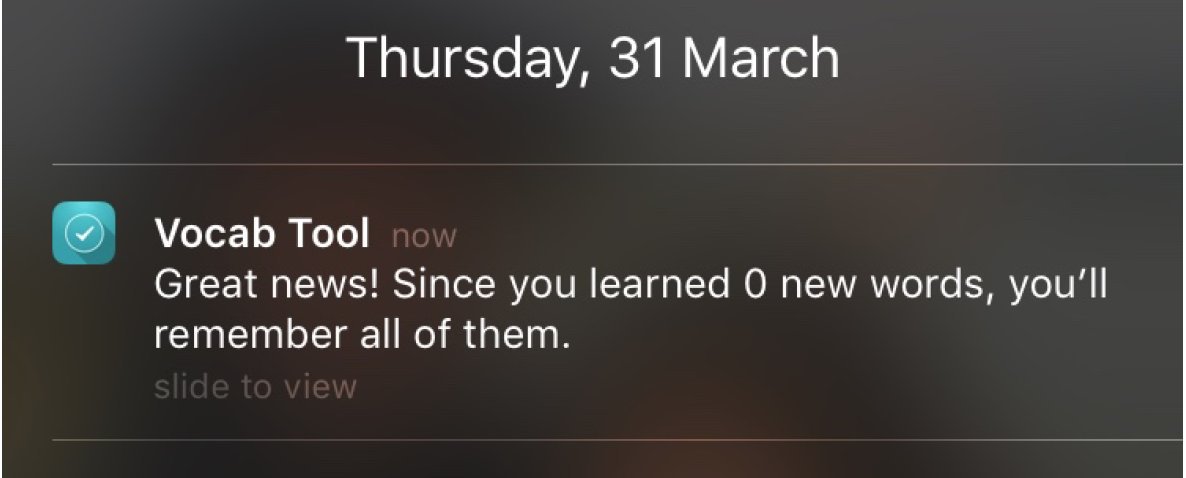 Thursday, 31 March
Vocab Tool now
Great news! Since you learned 0 new words, you’ll
remember all of them.
slide to view